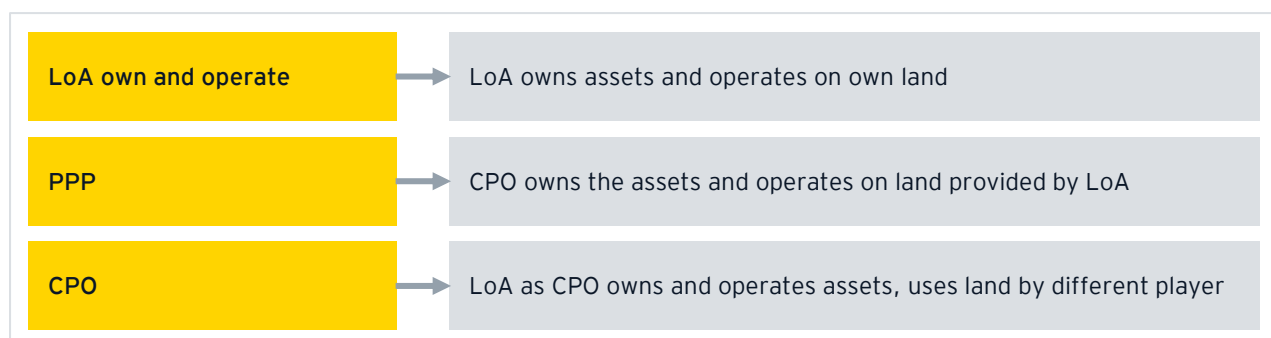 LoA own and operate
LoA owns assets and operates on own land
PPP
CPO owns the assets and operates on land provided by LoA
CPO
LoA as CPO owns and operates assets, uses land by different player